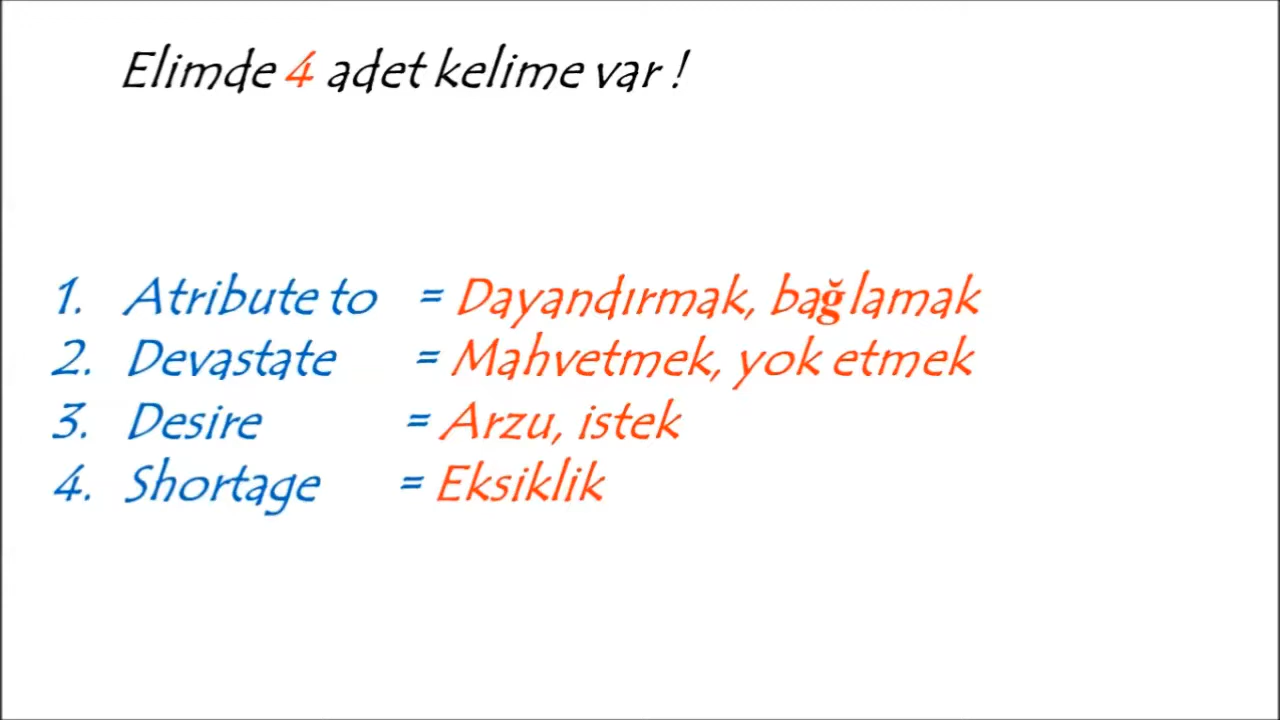 Elimde 4 adet kelime var !
1. Atribute to = Dayandırmak, bağlamak
2. Devastate = Mahvetmek, yok etmek
3. Desire = Arzu, istek
4. Shortage = Eksiklik